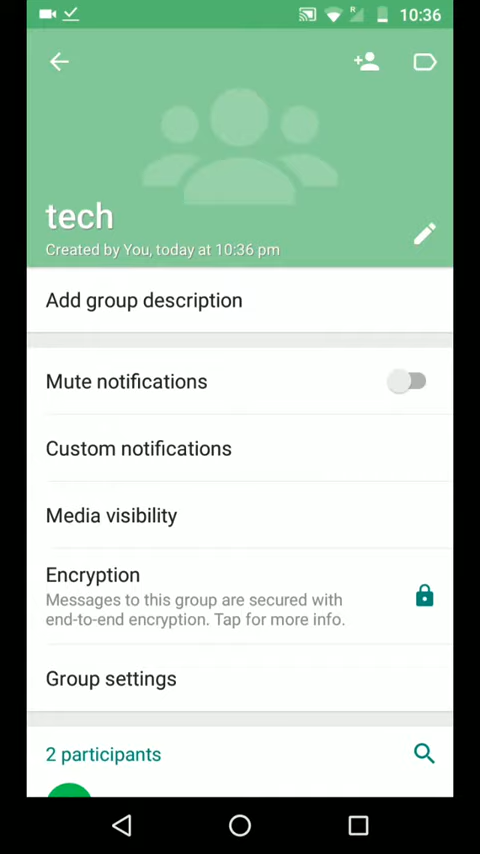 R
10:36
tech
Created by You, today at 10:36 pm
Add group description
Mute notifications
Custom notifications
Media visibility
Encryption
Messages to this group are secured with
end-to-end encryption. Tap for more info.
Group settings
2 participants